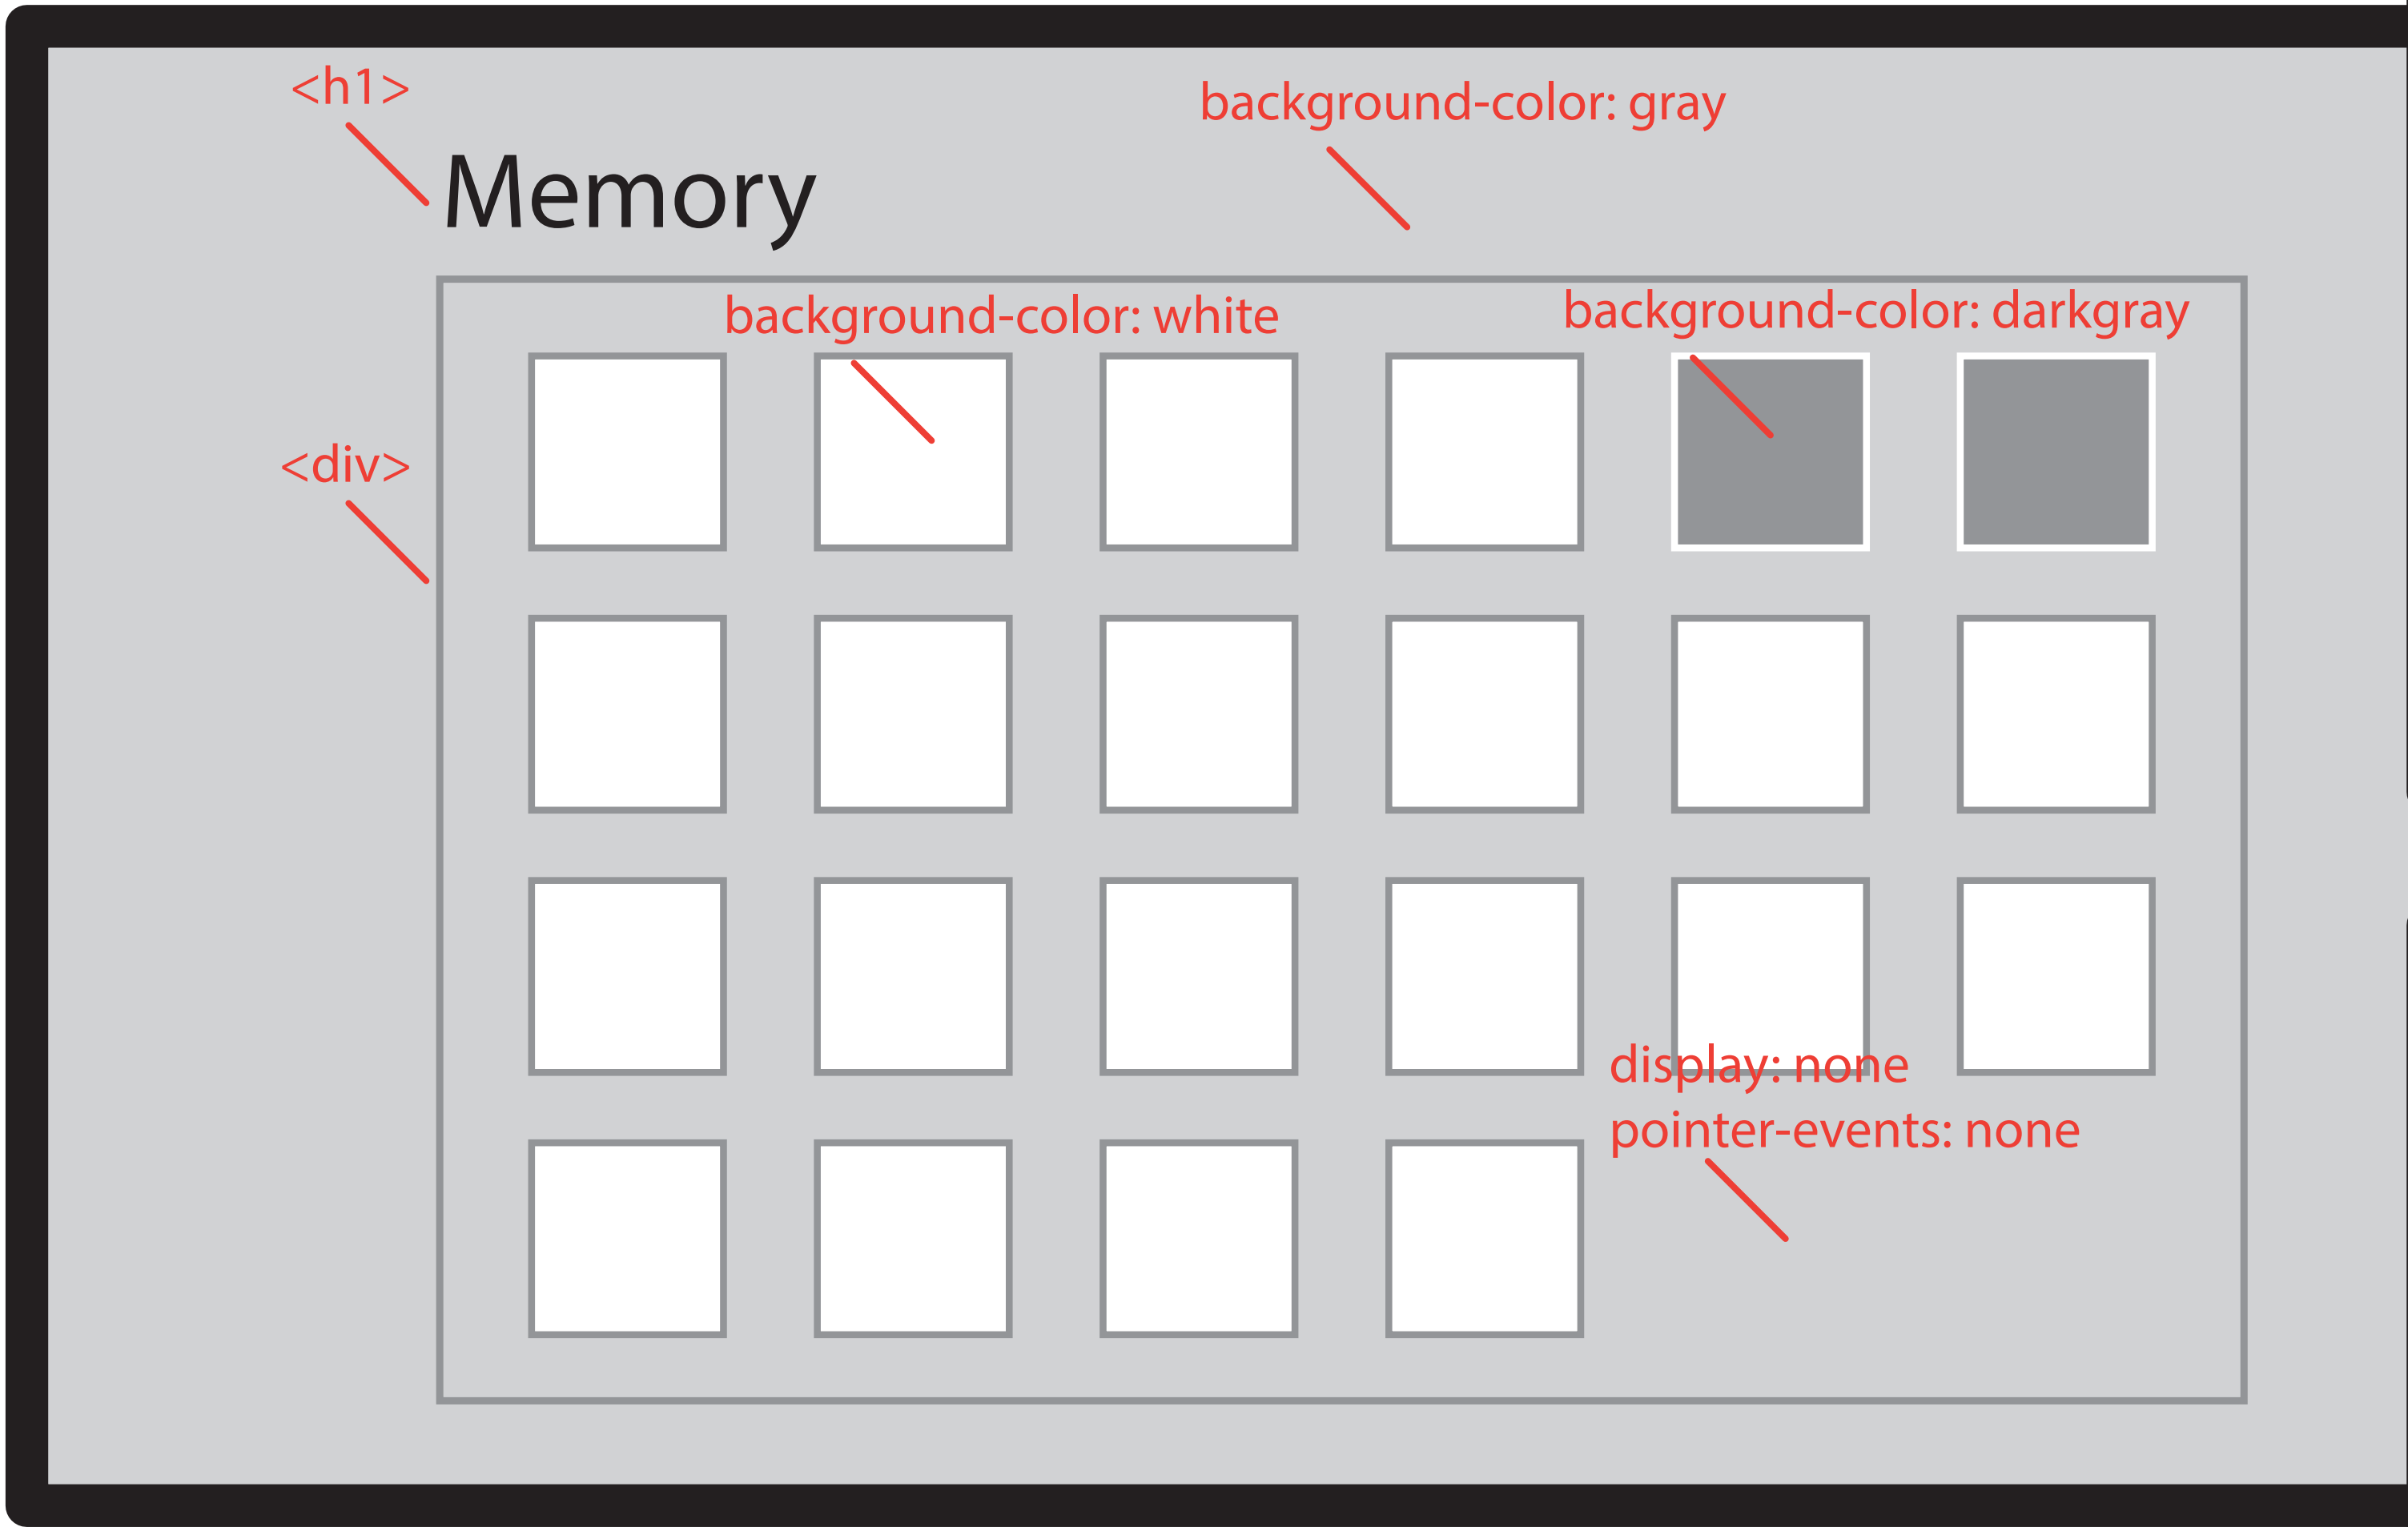 <h1>
background-color: gray
Memory
background-color: white
background-color: darkgray
<div>
display: none
pointer-events: none